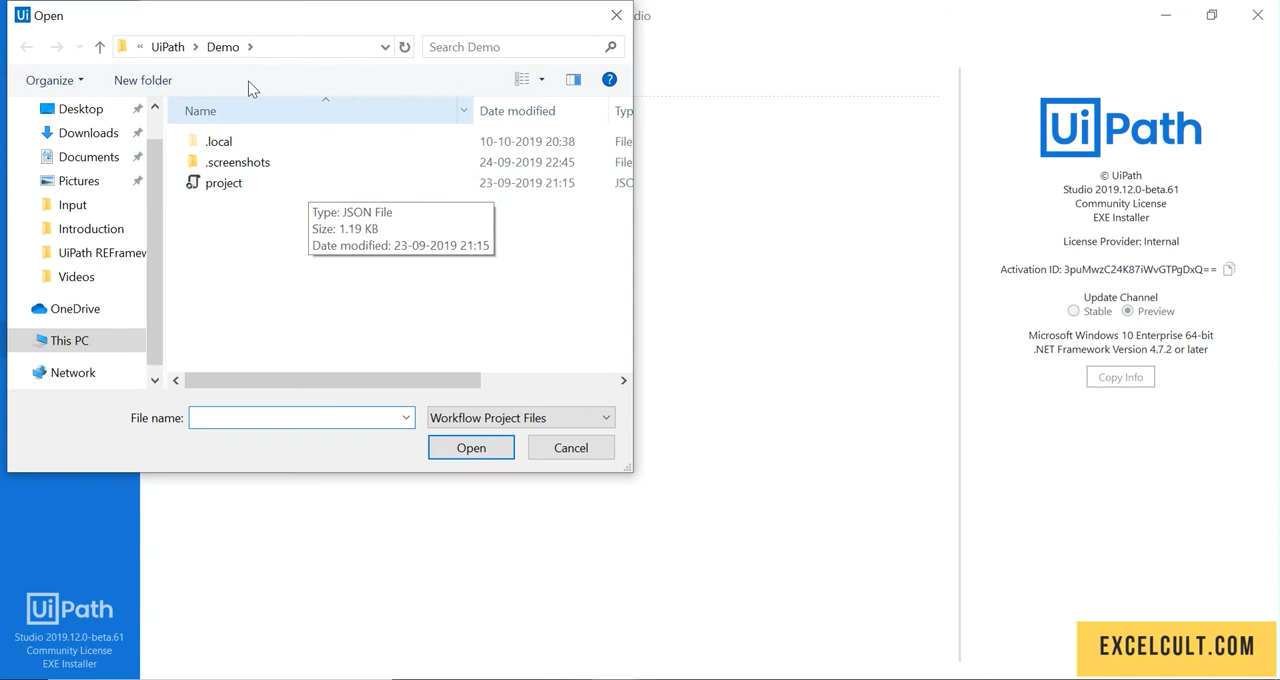 Ui Open
dio
« UiPath > Demo >
Search Demo
Organize
New folder
Name
Date modified
Typ
Desktop
Downloads
Documents
Pictures
Input
Introduction
UiPath REFramew
Videos
OneDrive
This PC
Network
.local
10-10-2019 20:38
File
.screenshots
24-09-2019 22:45
File
project
23-09-2019 21:15
JSO
Type: JSON File
Size: 1.19 KB
Date modified: 23-09-2019 21:15
File name:
Workflow Project Files
Open
Cancel
UiPath
© UiPath
Studio 2019.12.0-beta.61
Community License
EXE Installer
License Provider: Internal
Activation ID: 3puMwzC24K87iWvGTPgDxQ==
Update Channel
Stable
Preview
Microsoft Windows 10 Enterprise 64-bit
.NET Framework Version 4.7.2 or later
Copy Info
UiPath
Studio 2019.12.0-beta.61
Community License
EXE Installer
EXCELCULT.COM